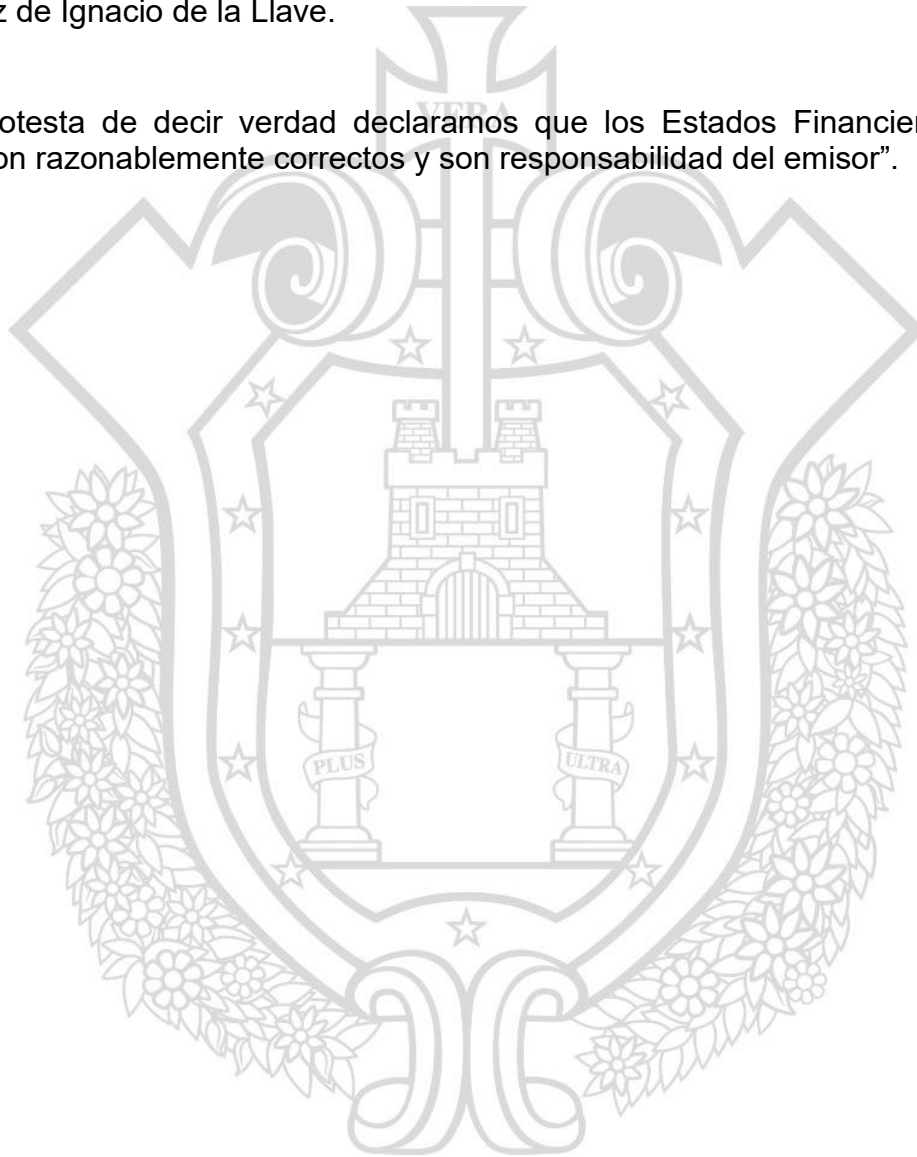 z de Ignacio de la Llave.
VERA
otesta de decir verdad declaramos que los Estados Financier
on razonablemente correctos y son responsabilidad del emisor”.
PLUS
ULTRA